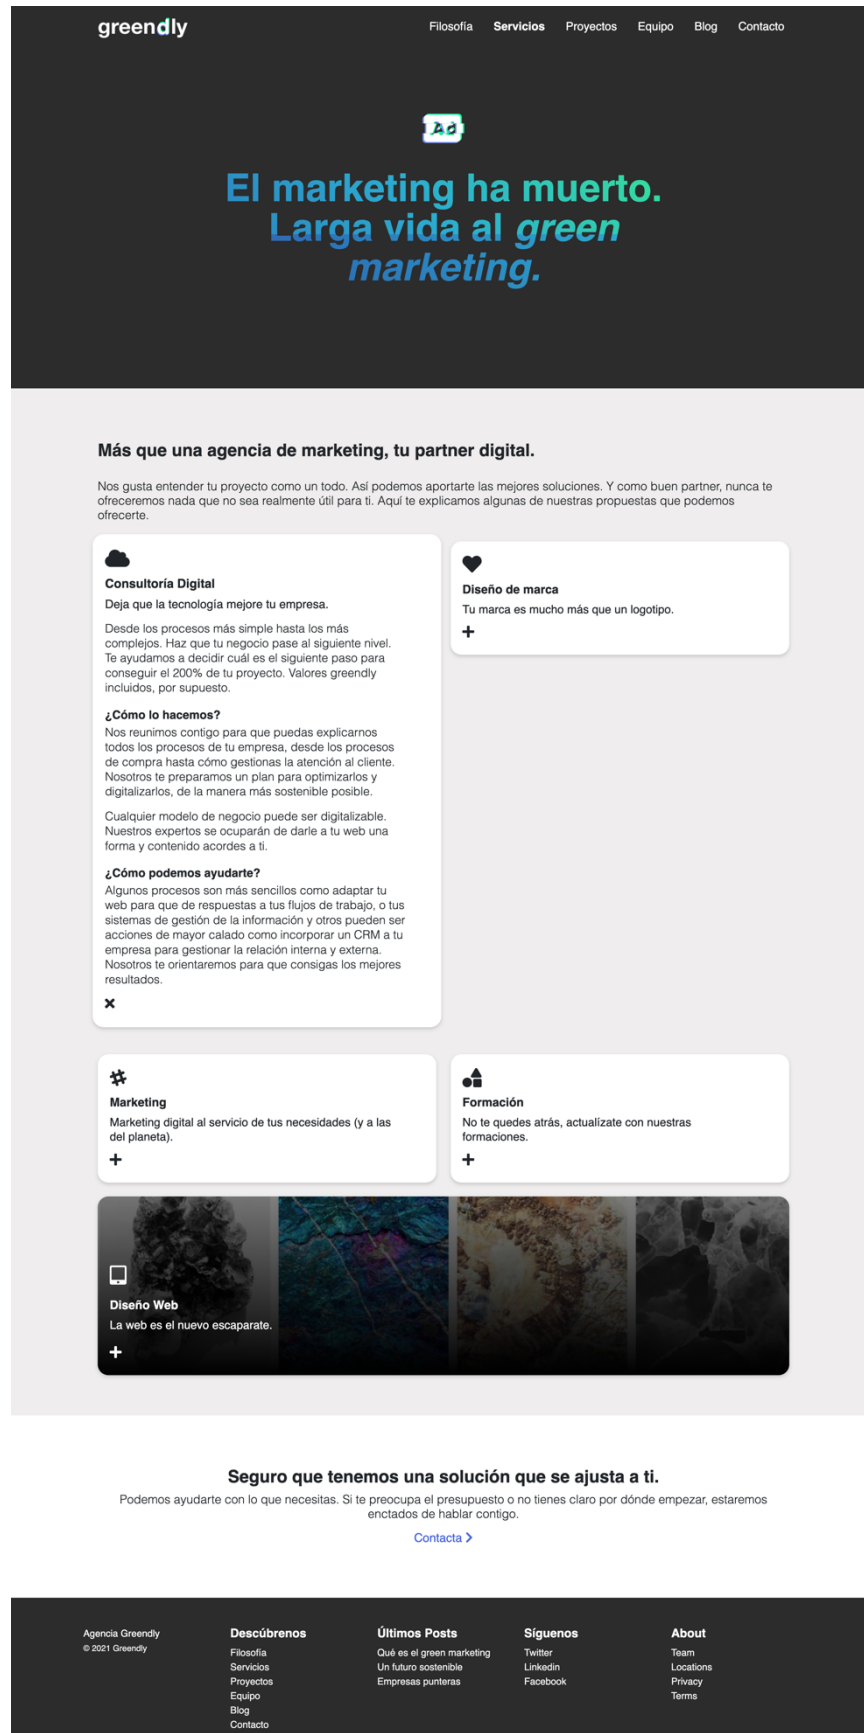 greendly
Filosofía Servicios Proyectos Equipo Blog Contacto
Ad
El marketing ha muerto.
Larga vida al green
marketing.
Más que una agencia de marketing, tu partner digital.
Nos gusta entender tu proyecto como un todo. Así podemos aportarte las mejores soluciones. Y como buen partner, nunca te
ofreceremos nada que no sea realmente útil para ti. Aquí te explicamos algunas de nuestras propuestas que podemos
ofrecerte.
Consultoría Digital
Deja que la tecnología mejore tu empresa.
Desde los procesos más simple hasta los más
complejos. Haz que tu negocio pase al siguiente nivel.
Te ayudamos a decidir cuál es el siguiente paso para
conseguir el 200% de tu proyecto. Valores greendly
incluidos, por supuesto.
¿Cómo lo hacemos?
Nos reunimos contigo para que puedas explicarnos
todos los procesos de tu empresa, desde los procesos
de compra hasta cómo gestionas la atención al cliente.
Nosotros te preparamos un plan para optimizarlos y
digitalizarlos, de la manera más sostenible posible.
Cualquier modelo de negocio puede ser digitalizable.
Nuestros expertos se ocuparán de darle a tu web una
forma y contenido acordes a ti.
¿Cómo podemos ayudarte?
Algunos procesos son más sencillos como adaptar tu
web para que de respuestas a tus flujos de trabajo, o tus
sistemas de gestión de la información y otros pueden ser
acciones de mayor calado como incorporar un CRM a tu
empresa para gestionar la relación interna y externa.
Nosotros te orientaremos para que consigas los mejores
resultados.
Diseño de marca
Tu marca es mucho más que un logotipo.
Marketing
Marketing digital al servicio de tus necesidades (y a las
del planeta).
Formación
No te quedes atrás, actualízate con nuestras
formaciones.
Diseño Web
La web es el nuevo escaparate.
Seguro que tenemos una solución que se ajusta a ti.
Podemos ayudarte con lo que necesitas. Si te preocupa el presupuesto o no tienes claro por dónde empezar, estaremos
enctados de hablar contigo.
Contacta
Agencia Greendly
© 2021 Greendly
Descúbrenos
Filosofía
Servicios
Proyectos
Equipo
Blog
Contacto
Últimos Posts
Qué es el green marketing
Un futuro sostenible
Empresas punteras
Síguenos
Twitter
Linkedin
Facebook
About
Team
Locations
Privacy
Terms